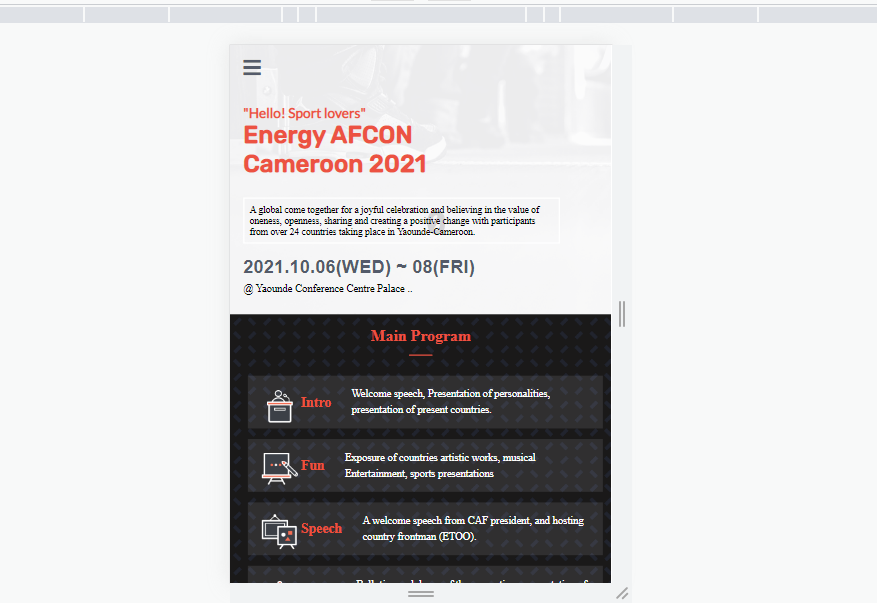 "Hello! Sport lovers"
Energy AFCON
Cameroon 2021
A global come together for a joyful celebration and believing in the value of
oneness, openness, sharing and creating a positive change with participants
from over 24 countries taking place in Yaounde-Cameroon.
2021.10.06(WED) ~ 08(FRI)
@ Yaounde Conference Centre Palace ..
Main Program
Intro
Welcome speech, Presentation of personalities,
presentation of present countries.
Fun
Exposure of countries artistic works, musical
Entertainment, sports presentations
Speech
A welcome speech from CAF president, and hosting
country frontman (ETOO).